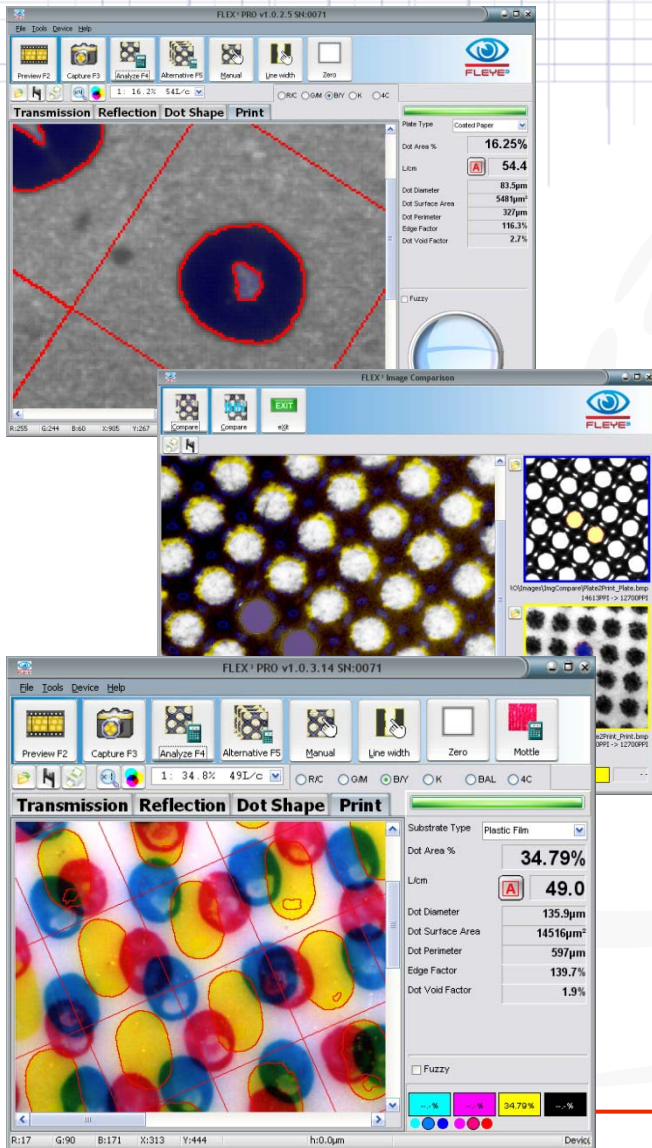 FLEX³ PRO v1.0.2.5 SN:0071
File Tools Device Help
Preview F2 Capture F3 Analyze F4 Alternative F5 Manual Line width Zero
FLEYE³
1: 16.2% 54L/c R/C G/M B/Y K 4C
Transmission Reflection Dot Shape Print
Plate Type Coated Paper
Dot Area % 16.25%
L/cm A 54.4
Dot Diameter 83.5µm
Dot Surface Area 5481µm²
Dot Perimeter 327µm
Edge Factor 116.3%
Dot Void Factor 2.7%
Fuzzy
R:255 G:244 B:60 X:905 Y:267
FLEX³ Image Comparison
Compare Compare EXIT eXit
FLEYE³
\O\Images\ImgCompare\Plate2Print_Plate.bmp
14613PPI -> 12700PPI
e2Print_Print.bmp
0PPI -> 12700PPI
--
FLEX³ PRO v1.0.3.14 SN:0071
File Tools Device Help
Preview F2 Capture F3 Analyze F4 Alternative F5 Manual Line width Zero Mottle
1: 34.8% 49L/c R/C G/M B/Y K BAL 4C
Transmission Reflection Dot Shape Print
Substrate Type Plastic Film
Dot Area % 34.79%
L/cm A 49.0
Dot Diameter 135.9µm
Dot Surface Area 14516µm²
Dot Perimeter 597µm
Edge Factor 139.7%
Dot Void Factor 1.9%
Fuzzy
--.-% --.-% 34.79% --.-%
R:17 G:90 B:171 X:313 Y:444 h:0.0µm Device